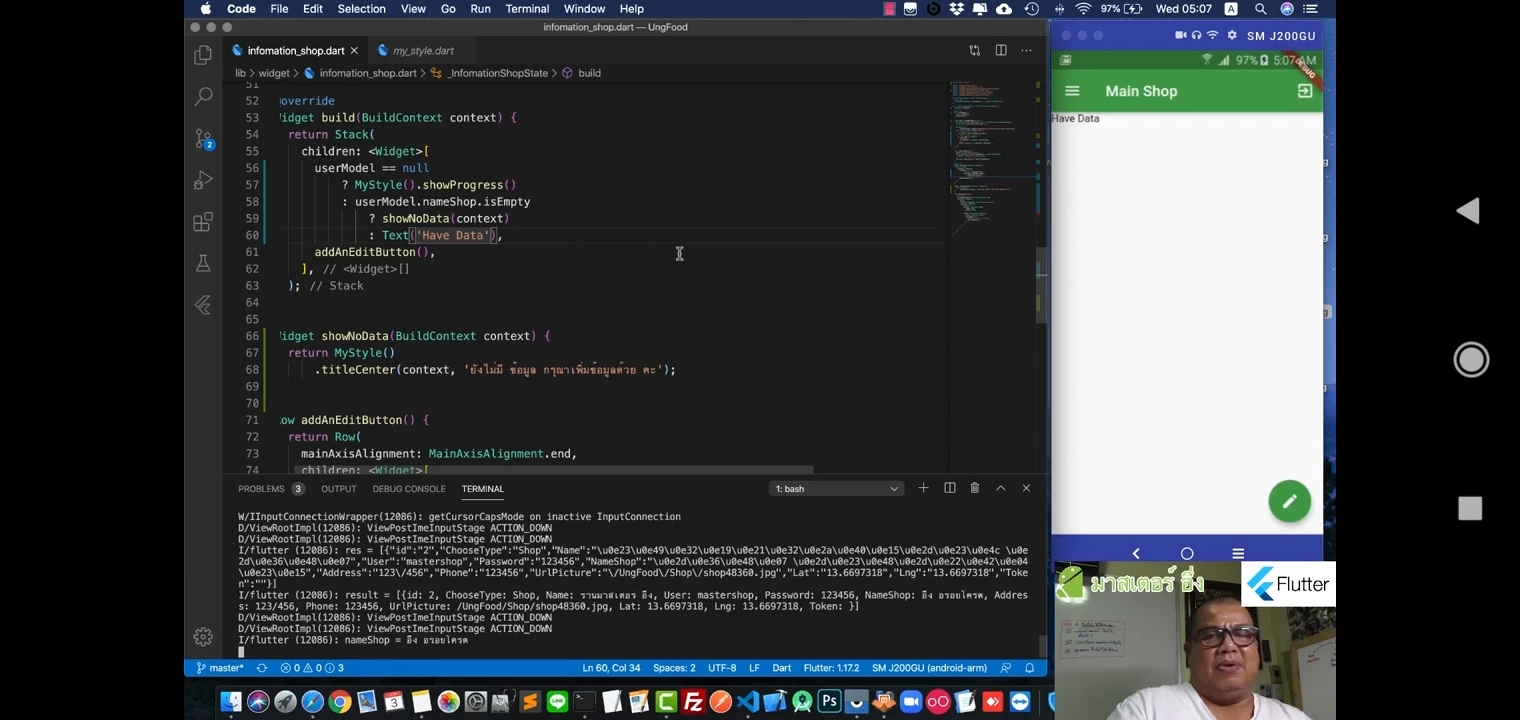 Code File Edit Selection View Go Run Terminal Window Help
97% Wed 05:07 A
infomation_shop.dart — UngFood
SM J200GU
infomation_shop.dart my_style.dart
lib › widget › infomation_shop.dart › _InfomationShopState › build
97% 5:07 AM
DEBUG
Main Shop
Have Data
51
52 override
53 idget build(BuildContext context) {
54 return Stack(
55 children: <Widget>[
56 userModel == null
57 ? MyStyle().showProgress()
58 : userModel.nameShop.isEmpty
59 ? showNoData(context)
60 : Text('Have Data'),
61 addAnEditButton(),
62 ], // <Widget>[]
63 ); // Stack
64
65
66 idget showNoData(BuildContext context) {
67 return MyStyle()
68 .titleCenter(context, 'ยังไม่มี ข้อมูล กรุณาเพิ่มข้อมูลด้วย คะ');
69
70
71 ow addAnEditButton() {
72 return Row(
73 mainAxisAlignment: MainAxisAlignment.end,
74 children: <Widget>[
2
PROBLEMS 3 OUTPUT DEBUG CONSOLE TERMINAL 1: bash
W/IInputConnectionWrapper(12086): getCursorCapsMode on inactive InputConnection
D/ViewRootImpl(12086): ViewPostImeInputStage ACTION_DOWN
D/ViewRootImpl(12086): ViewPostImeInputStage ACTION_DOWN
I/flutter (12086): res = [{"id":"2","ChooseType":"Shop","Name":"\u0e23\u0e49\u0e32\u0e19\u0e21\u0e32\u0e2a\u0e40\u0e15\u0e2d\u0e23\u0e4c \u0e
2d\u0e36\u0e48\u0e07","User":"mastershop","Password":"123456","NameShop":"\u0e2d\u0e36\u0e48\u0e07 \u0e2d\u0e23\u0e48\u0e2d\u0e22\u0e42\u0e04
\u0e23\u0e15","Address":"123\/456","Phone":"123456","UrlPicture":"\/UngFood\/Shop\/shop48360.jpg","Lat":"13.6697318","Lng":"13.6697318","Toke
n":""}]
I/flutter (12086): result = [{id: 2, ChooseType: Shop, Name: ร้านมาสเตอร์ อึ่ง, User: mastershop, Password: 123456, NameShop: อึ่ง อร่อยโครต, Addres
s: 123/456, Phone: 123456, UrlPicture: /UngFood/Shop/shop48360.jpg, Lat: 13.6697318, Lng: 13.6697318, Token: }]
D/ViewRootImpl(12086): ViewPostImeInputStage ACTION_DOWN
D/ViewRootImpl(12086): ViewPostImeInputStage ACTION_DOWN
I/flutter (12086): nameShop = อึ่ง อร่อยโครต
มาสเตอร์ อึ่ง
Flutter
master* 0 0 3 Ln 60, Col 34 Spaces: 2 UTF-8 LF Dart Flutter: 1.17.2 SM J200GU (android-arm)
3
Fz
Ps